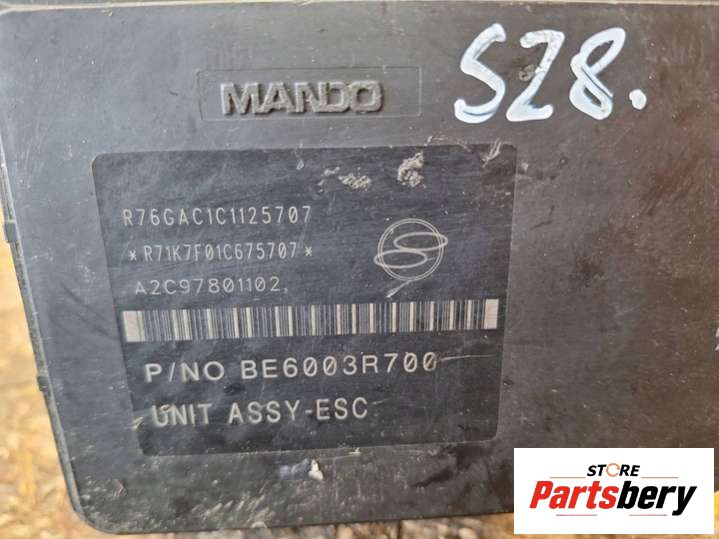 MANDO
528.
R76GAC1C1125707
*R71K7F01C675707*
A2C97801102,
P/NO BE6003R700
UNIT ASSY-ESC
STORE
Partsbery